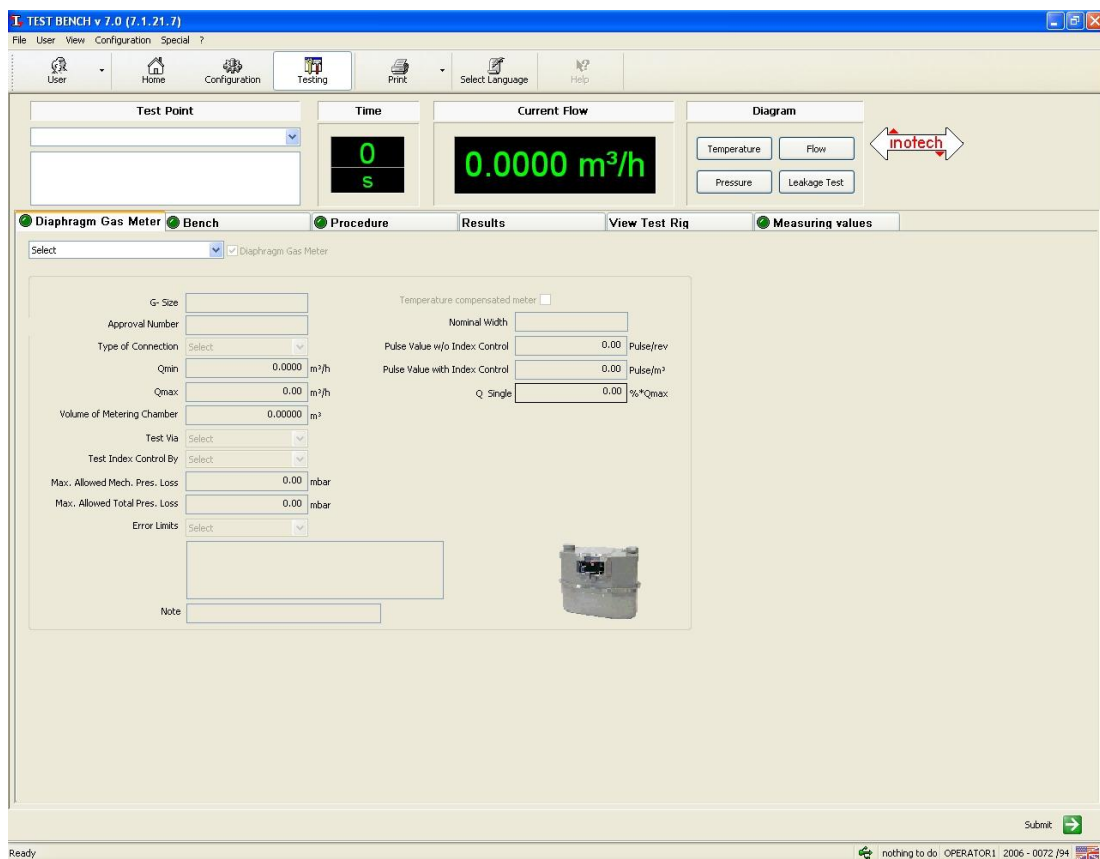 TEST BENCH v 7.0 (7.1.21.7)
File User View Configuration Special ?
User Home Configuration Testing Print Select Language Help
Test Point Time Current Flow Diagram
0
s
0.0000 m³/h
Temperature Flow
Pressure Leakage Test
inotech
Diaphragm Gas Meter Bench Procedure Results View Test Rig Measuring values
Select Diaphragm Gas Meter
G- Size Temperature compensated meter
Approval Number Nominal Width
Type of Connection Select Pulse Value w/o Index Control 0.00 Pulse/rev
Qmin 0.0000 m³/h Pulse Value with Index Control 0.00 Pulse/m³
Qmax 0.00 m³/h Q Single 0.00 %*Qmax
Volume of Metering Chamber 0.00000 m³
Test Via Select
Test Index Control By Select
Max. Allowed Mech. Pres. Loss 0.00 mbar
Max. Allowed Total Pres. Loss 0.00 mbar
Error Limits Select
Note
Submit
Ready nothing to do OPERATOR1 2006 - 0072 /94